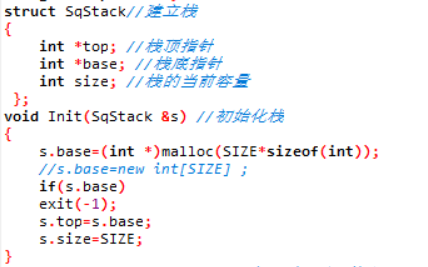 struct SqStack//建立栈
{
    int *top; //栈顶指针
    int *base; //栈底指针
    int size; //栈的当前容量
};
void Init(SqStack &s) //初始化栈
{
    s.base=(int *)malloc(SIZE*sizeof(int));
    //s.base=new int[SIZE] ;
    if(s.base)
    exit(-1);
    s.top=s.base;
    s.size=SIZE;
}